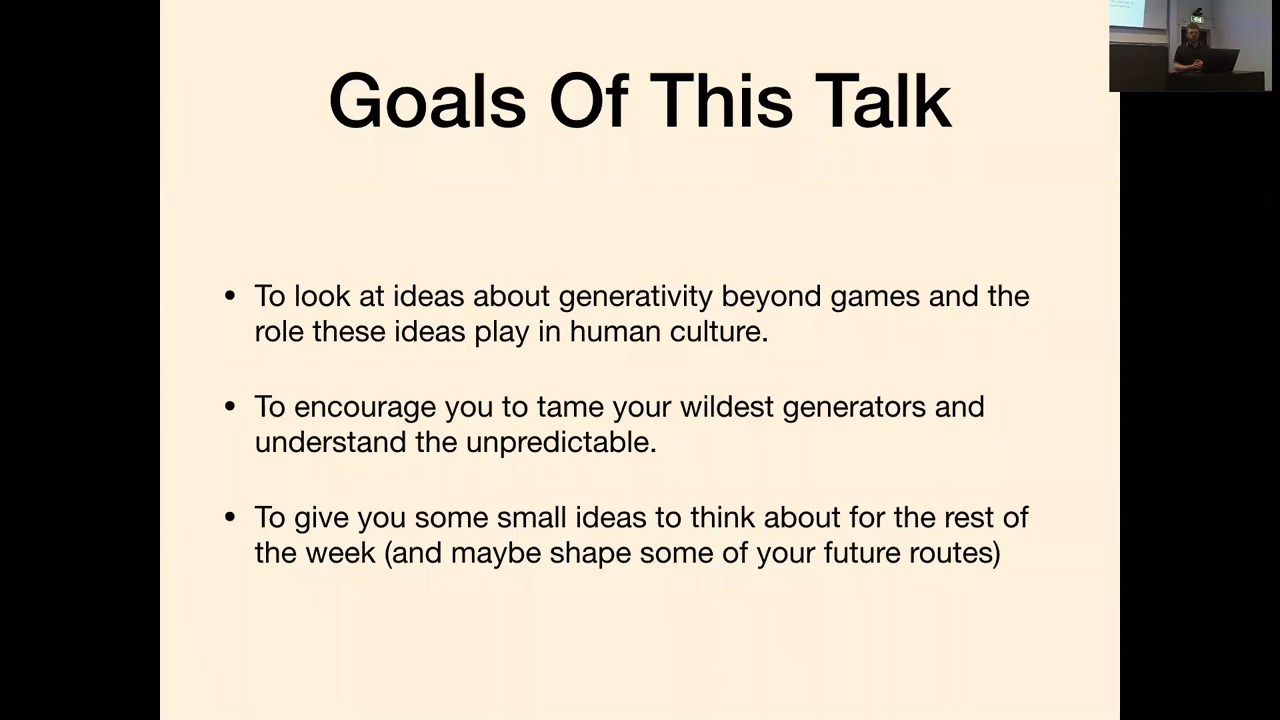 Goals Of This Talk
• To look at ideas about generativity beyond games and the
role these ideas play in human culture.
• To encourage you to tame your wildest generators and
understand the unpredictable.
• To give you some small ideas to think about for the rest of
the week (and maybe shape some of your future routes)